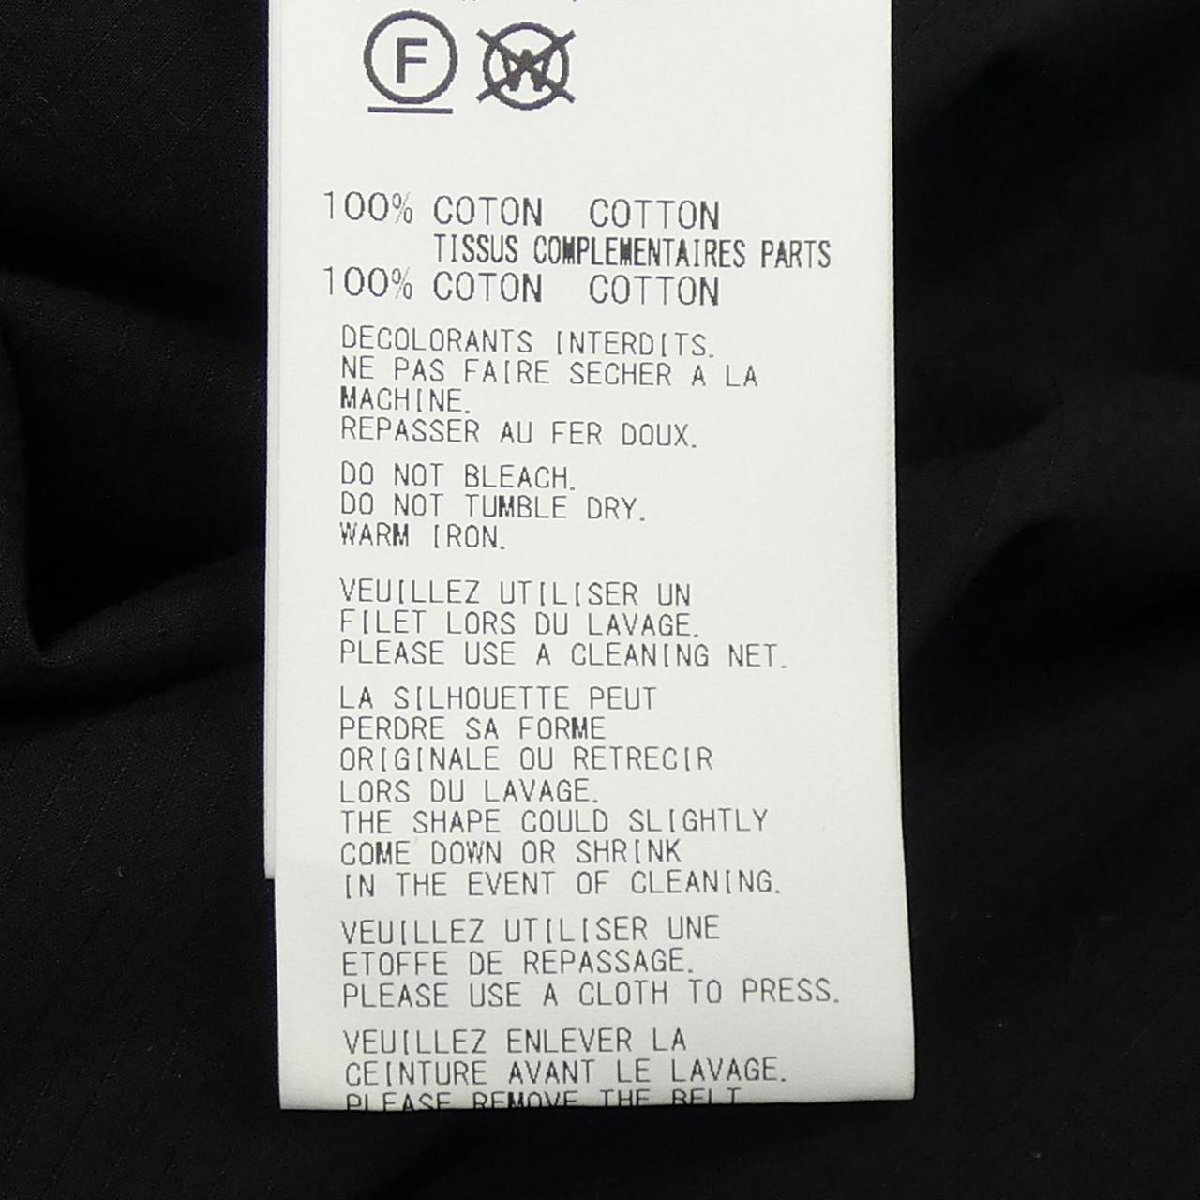 F W
100% COTON COTTON
TISSUS COMPLEMENTAIRES PARTS
100% COTON COTTON
DECOLORANTS INTERDITS.
NE PAS FAIRE SECHER A LA
MACHINE.
REPASSER AU FER DOUX.
DO NOT BLEACH.
DO NOT TUMBLE DRY.
WARM IRON.
VEUILLEZ UTILISER UN
FILET LORS DU LAVAGE.
PLEASE USE A CLEANING NET.
LA SILHOUETTE PEUT
PERDRE SA FORME
ORIGINALE OU RETRECIR
LORS DU LAVAGE.
THE SHAPE COULD SLIGHTLY
COME DOWN OR SHRINK
IN THE EVENT OF CLEANING.
VEUILLEZ UTILISER UNE
ETOFFE DE REPASSAGE.
PLEASE USE A CLOTH TO PRESS.
VEUILLEZ ENLEVER LA
CEINTURE AVANT LE LAVAGE.
PLEASE REMOVE THE BELT